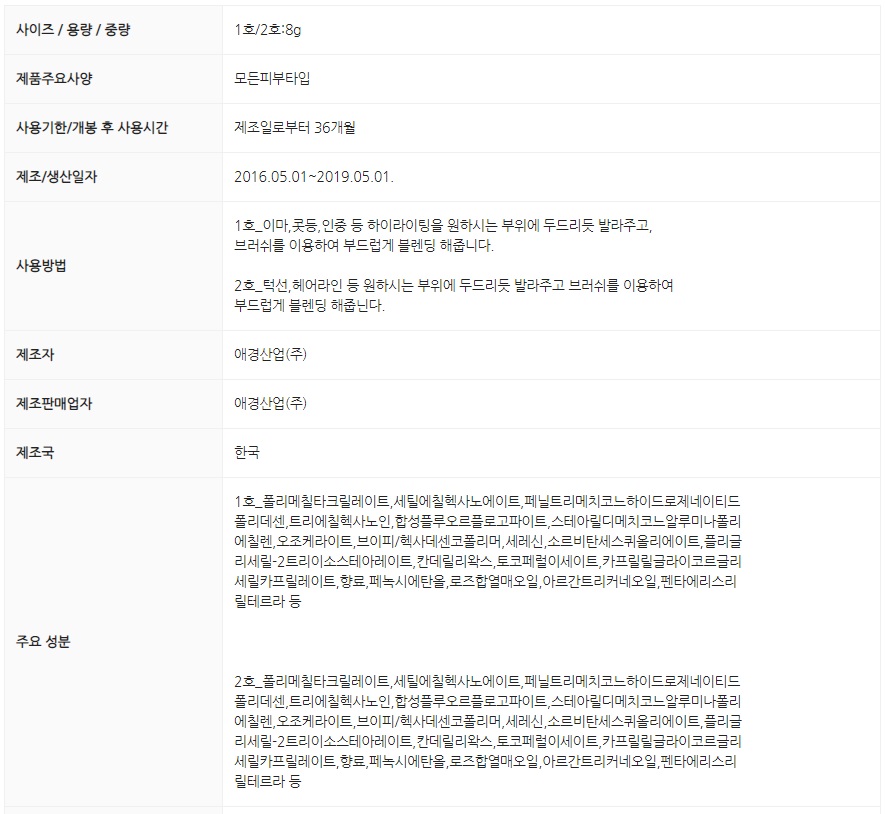 사이즈 / 용량 / 중량
1호/2호:8g
제품주요사양
모든피부타입
사용기한/개봉 후 사용시간
제조일로부터 36개월
제조/생산일자
2016.05.01~2019.05.01.
사용방법
1호_이마,콧등,인중 등 하이라이팅을 원하시는 부위에 두드리듯 발라주고,
브러쉬를 이용하여 부드럽게 블렌딩 해줍니다.
2호_턱선,헤어라인 등 원하시는 부위에 두드리듯 발라주고 브러쉬를 이용하여
부드럽게 블렌딩 해줍닌다.
제조자
애경산업(주)
제조판매업자
애경산업(주)
제조국
한국
주요 성분
1호_폴리메칠타크릴레이트,세틸에칠헥사노에이트,페닐트리메치코느하이드로제네이티드
폴리데센,트리에칠헥사노인,합성플루오르플로고파이트,스테아릴디메치코느알루미나폴리
에칠렌,오조케라이트,브이피/헥사데센코폴리머,세레신,소르비탄세스퀴올리에이트,플리글
리세릴-2트리이소스테아레이트,칸데릴리왁스,토코페럴이세이트,카프릴릴글라이코르글리
세릴카프릴레이트,향료,페녹시에탄올,로즈합열매오일,아르간트리커네오일,펜타에리스리
릴테르라 등
2호_폴리메칠타크릴레이트,세틸에칠헥사노에이트,페닐트리메치코느하이드로제네이티드
폴리데센,트리에칠헥사노인,합성플루오르플로고파이트,스테아릴디메치코느알루미나폴리
에칠렌,오조케라이트,브이피/헥사데센코폴리머,세레신,소르비탄세스퀴올리에이트,플리글
리세릴-2트리이소스테아레이트,칸데릴리왁스,토코페럴이세이트,카프릴릴글라이코르글리
세릴카프릴레이트,향료,페녹시에탄올,로즈합열매오일,아르간트리커네오일,펜타에리스리
릴테르라 등